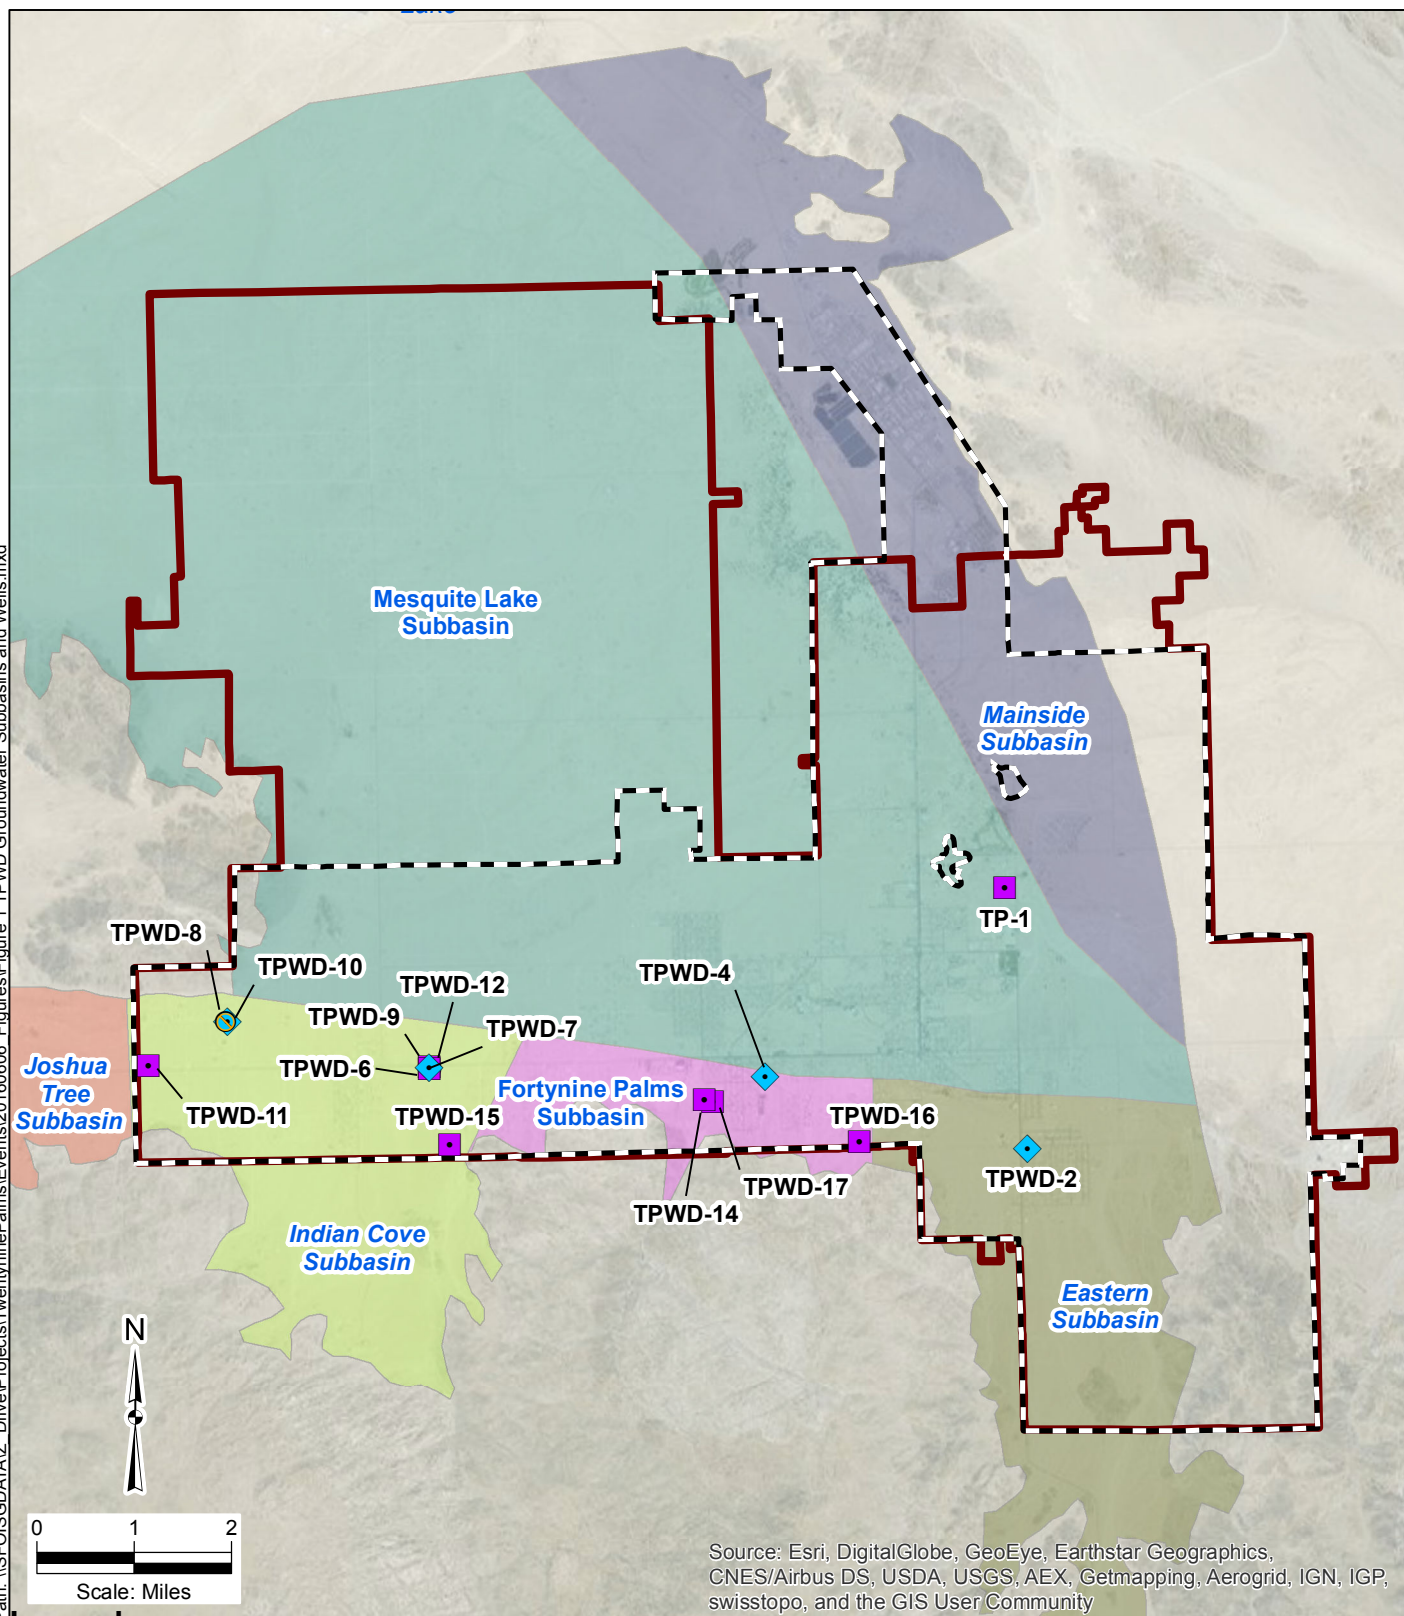 Mesquite Lake
Subbasin
Mainside
Subbasin
TP-1
TPWD-8
TPWD-10
TPWD-12
TPWD-4
TPWD-9
TPWD-7
TPWD-6
Joshua
Tree
Subbasin
Fortynine Palms
Subbasin
TPWD-11
TPWD-15
TPWD-16
TPWD-2
TPWD-17
TPWD-14
Indian Cove
Subbasin
Eastern
Subbasin
N
0 1 2
Scale: Miles
Source: Esri, DigitalGlobe, GeoEye, Earthstar Geographics,
CNES/Airbus DS, USDA, USGS, AEX, Getmapping, Aerogrid, IGN, IGP,
swisstopo, and the GIS User Community